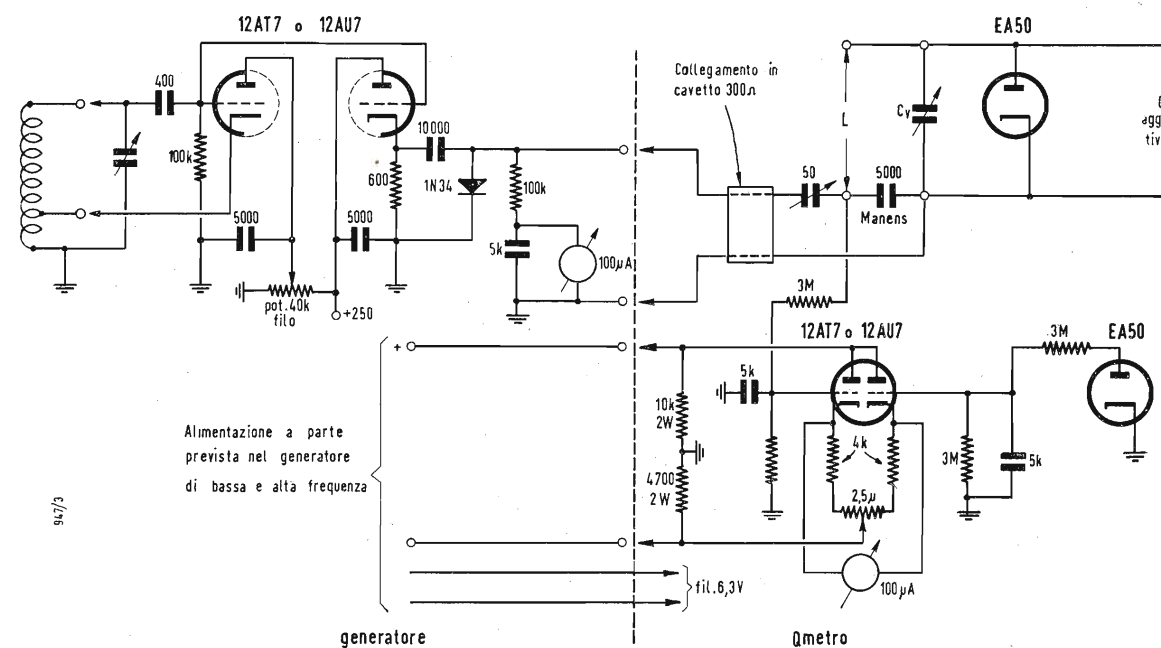 12AT7 o 12AU7
EA50
400
100k
5000
pot.40k
filo
+250
5000
600
10000
1N34
100k
5k
100µA
Collegamento in
cavetto 300Ω
L
Cv
50
5000
Manens
agg
tiv
3M
12AT7 o 12AU7
3M
EA50
+
5k
10k
2W
4700
2W
4k
2,5µ
3M
5k
100µA
Alimentazione a parte
prevista nel generatore
di bassa e alta frequenza
fil.6,3V
947/3
generatore
Qmetro